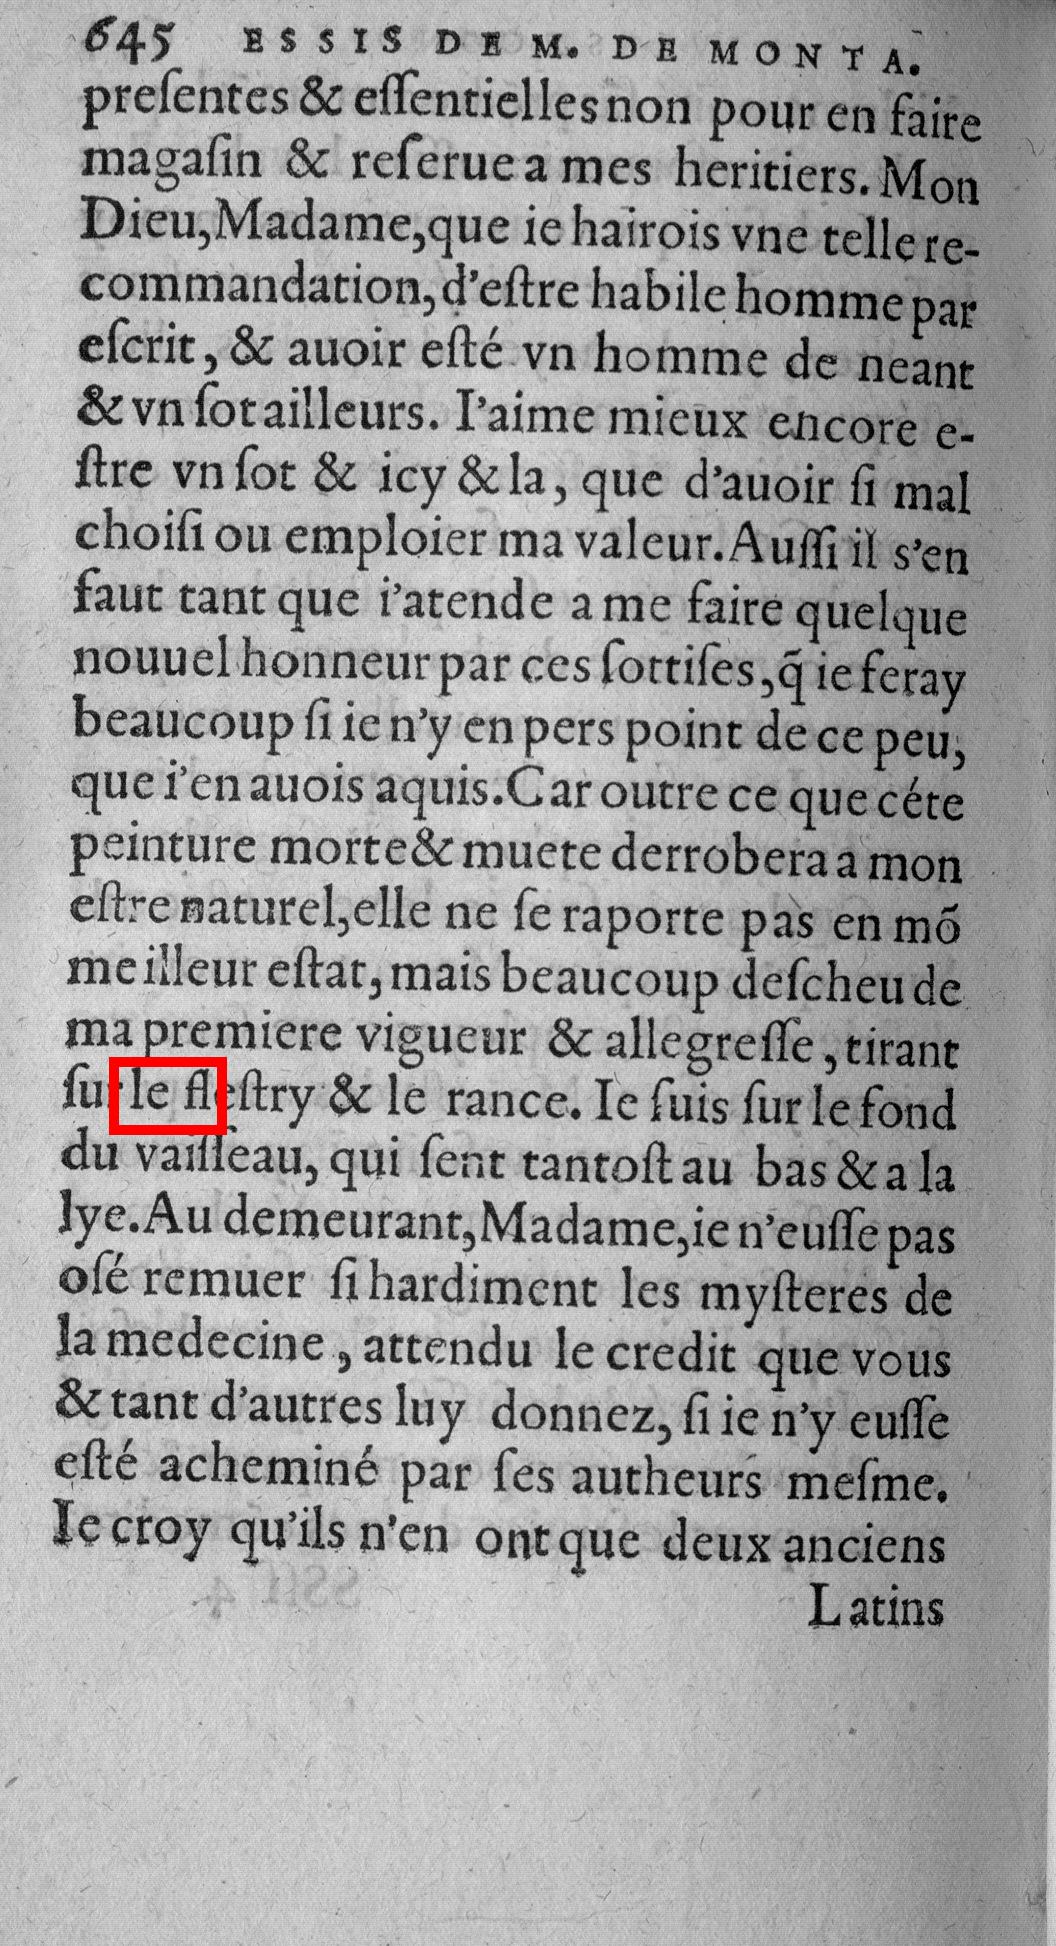 645 ESSIS DE M. DE MONTA.
preſentes & eſſentielles non pour en faire
magaſin & reſerue a mes heritiers. Mon
Dieu, Madame, que ie hairois vne telle re-
commandation, d'eſtre habile homme par
eſcrit, & auoir eſté vn homme de neant
& vn ſot ailleurs. I'aime mieux encore e-
ſtre vn ſot & icy & la, que d'auoir ſi mal
choiſi ou emploier ma valeur. Auſſi il s'en
faut tant que i'atende a me faire quelque
nouuel honneur par ces ſottiſes, q̃ ie feray
beaucoup ſi ie n'y en pers point de ce peu,
que i'en auois aquis. Car outre ce que céte
peinture morte & muete derrobera a mon
eſtre naturel, elle ne ſe raporte pas en mõ
meilleur eſtat, mais beaucoup deſcheu de
ma premiere vigueur & allegreſſe, tirant
ſur le fleſtry & le rance. Ie ſuis ſur le fond
du vaiſſeau, qui ſent tantoſt au bas & a la
lye. Au demeurant, Madame, ie n'euſſe pas
oſé remuer ſi hardiment les myſteres de
la medecine, attendu le credit que vous
& tant d'autres luy donnez, ſi ie n'y euſſe
eſté acheminé par ſes autheurs meſme.
Ie croy qu'ils n'en ont que deux anciens
Latins